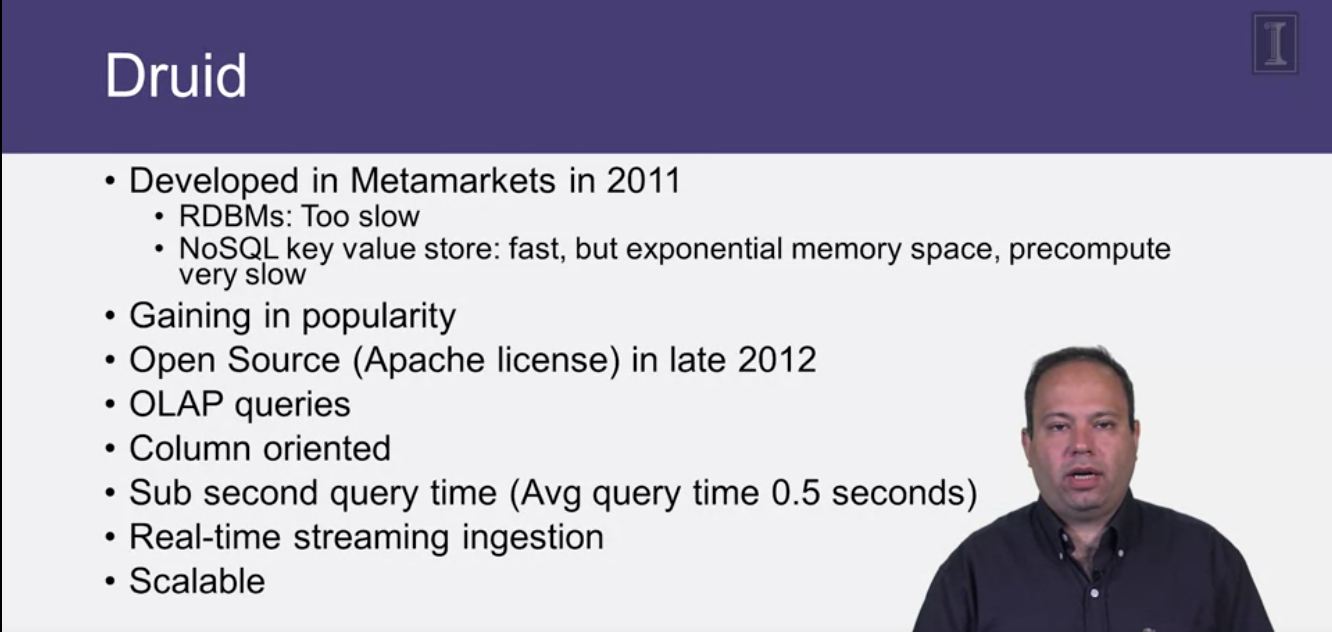 Druid
• Developed in Metamarkets in 2011
• RDBMs: Too slow
• NoSQL key value store: fast, but exponential memory space, precompute
very slow
• Gaining in popularity
• Open Source (Apache license) in late 2012
• OLAP queries
• Column oriented
• Sub second query time (Avg query time 0.5 seconds)
• Real-time streaming ingestion
• Scalable